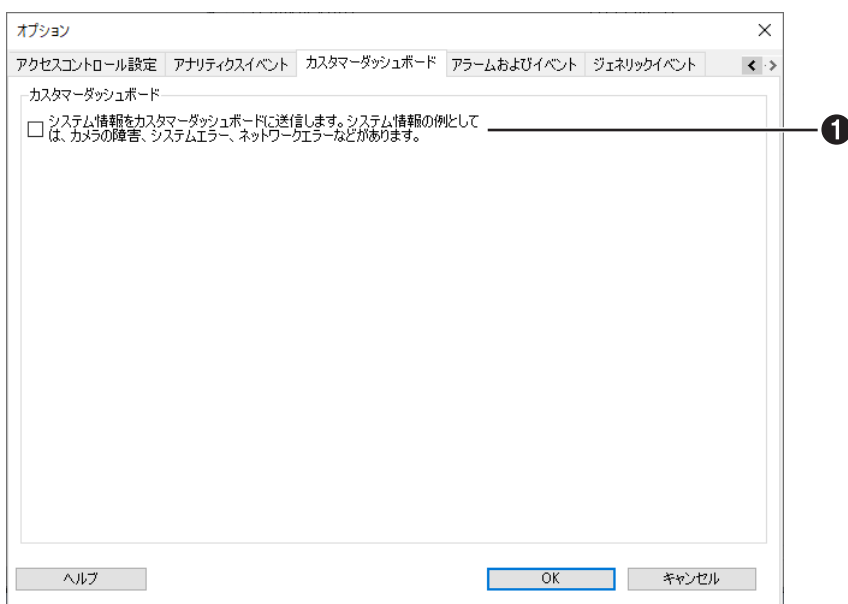 オプション
アクセスコントロール設定 アナリティクスイベント カスタマーダッシュボード アラームおよびイベント ジェネリックイベント
カスタマーダッシュボード
システム情報をカスタマーダッシュボードに送信します。システム情報の例として
は、カメラの障害、システムエラー、ネットワークエラーなどがあります。
❶
ヘルプ OK キャンセル